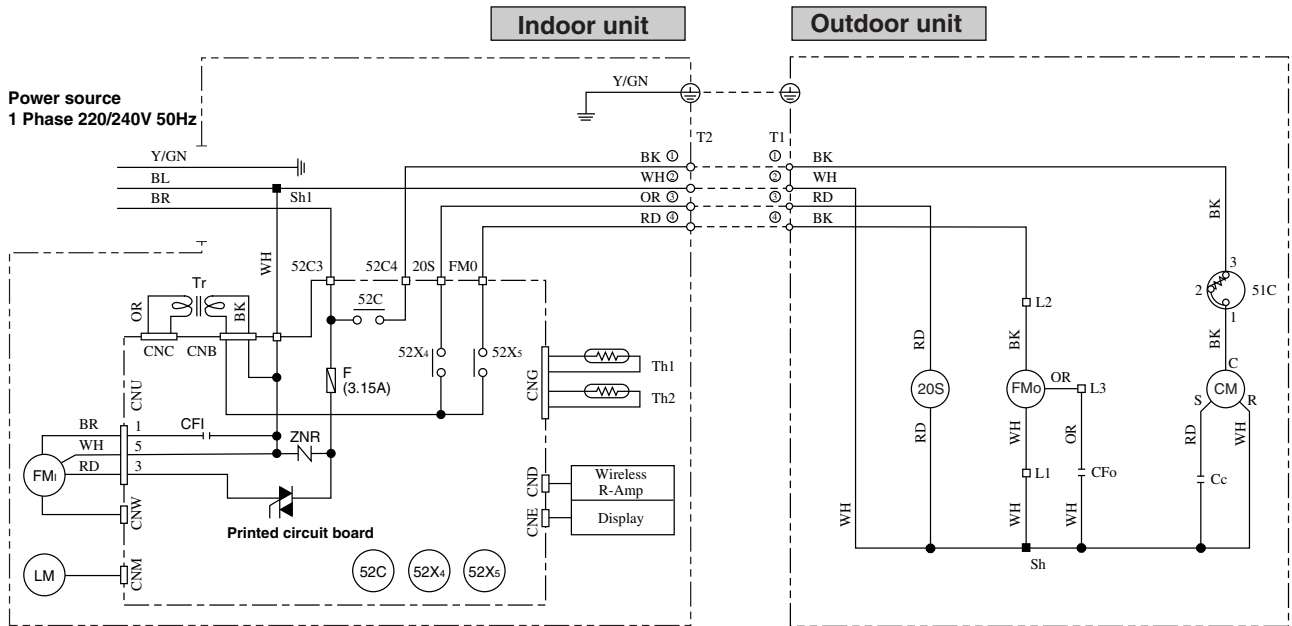 Indoor unit
Outdoor unit
Power source
1 Phase 220/240V 50Hz
Y/GN
T2
T1
Y/GN
BL
BR
Sh1
BK ①
WH ②
OR ③
RD ④
① BK
② WH
③ RD
④ BK
WH
52C3
52C4
20S
FM0
Tr
OR
BK
CNC
CNB
52C
52X4
52X5
F
(3.15A)
CNG
Th1
Th2
CNU
BR
1
CFI
WH
5
ZNR
RD
3
FMI
CNW
Printed circuit board
CND
Wireless
R-Amp
CNE
Display
LM
CNM
52C
52X4
52X5
BK
3
2
51C
1
BK
L2
RD
BK
20S
FMo
OR
L3
C
CM
S
R
RD
WH
OR
RD
WH
L1
CFo
Cc
WH
WH
WH
Sh